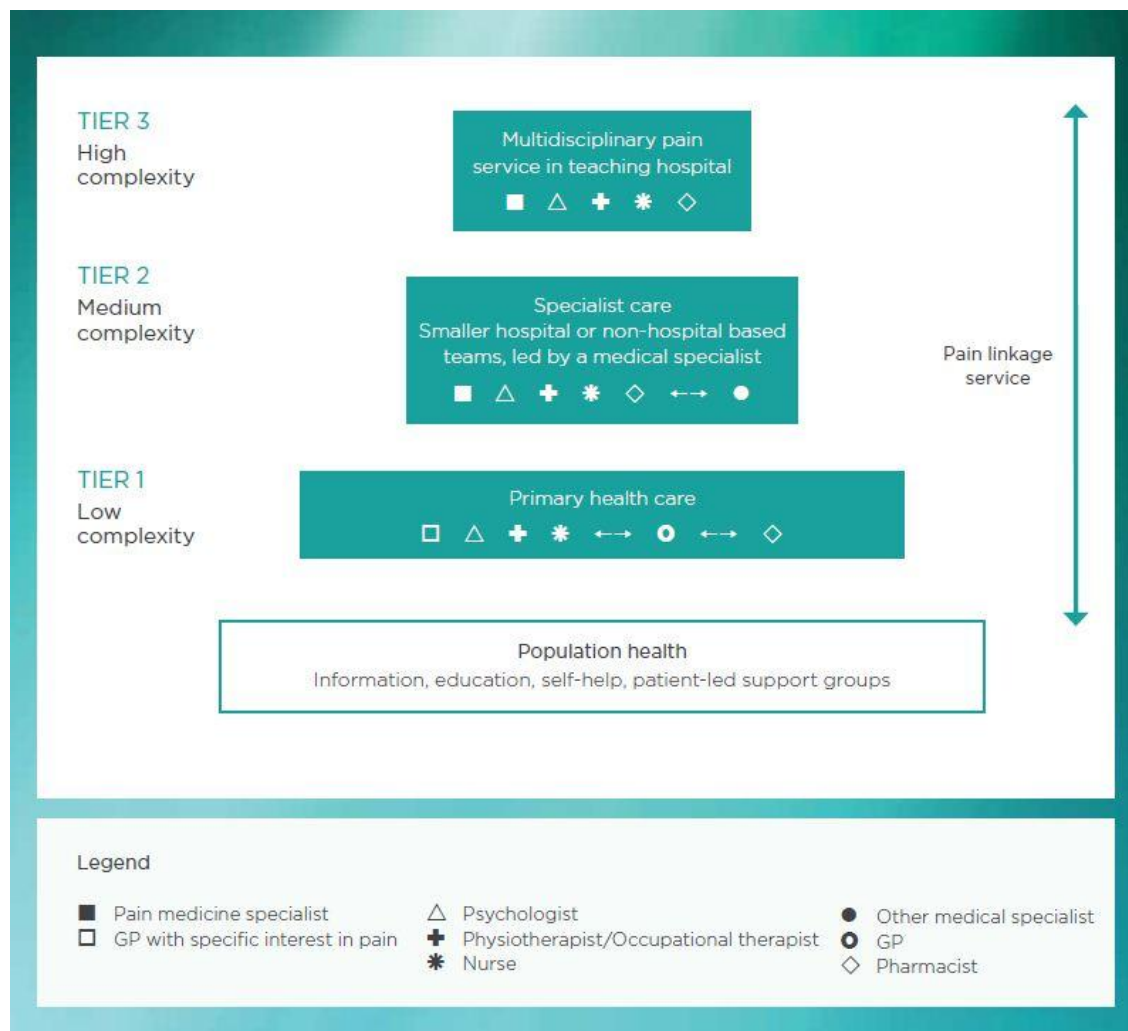 TIER 3
High
complexity
Multidisciplinary pain
service in teaching hospital
TIER 2
Medium
complexity
Specialist care
Smaller hospital or non-hospital based
teams, led by a medical specialist
Pain linkage
service
TIER 1
Low
complexity
Primary health care
Population health
Information, education, self-help, patient-led support groups
Legend
Pain medicine specialist
GP with specific interest in pain
Psychologist
Physiotherapist/Occupational therapist
Nurse
Other medical specialist
GP
Pharmacist